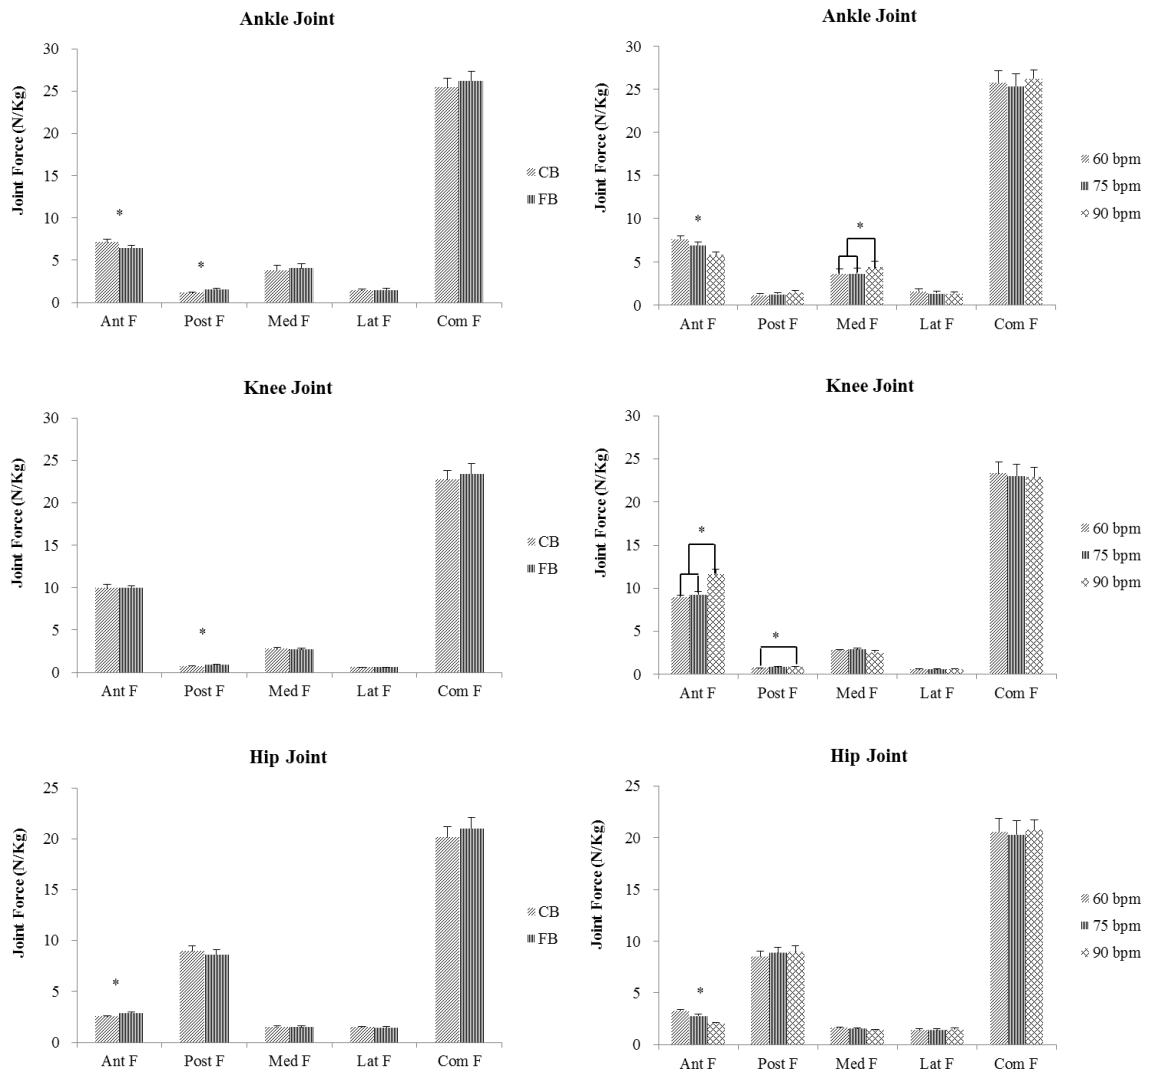 Ankle Joint
Joint Force (N/Kg)
30
25
20
15
10
5
0
*
*
Ant F Post F Med F Lat F Com F
CB
FB
Ankle Joint
Joint Force (N/Kg)
30
25
20
15
10
5
0
*
*
Ant F Post F Med F Lat F Com F
60 bpm
75 bpm
90 bpm
Knee Joint
Joint Force (N/Kg)
30
25
20
15
10
5
0
*
Ant F Post F Med F Lat F Com F
CB
FB
Knee Joint
Joint Force (N/Kg)
30
25
20
15
10
5
0
*
*
Ant F Post F Med F Lat F Com F
60 bpm
75 bpm
90 bpm
Hip Joint
Joint Force (N/Kg)
25
20
15
10
5
0
*
Ant F Post F Med F Lat F Com F
CB
FB
Hip Joint
Joint Force (N/Kg)
25
20
15
10
5
0
*
Ant F Post F Med F Lat F Com F
60 bpm
75 bpm
90 bpm